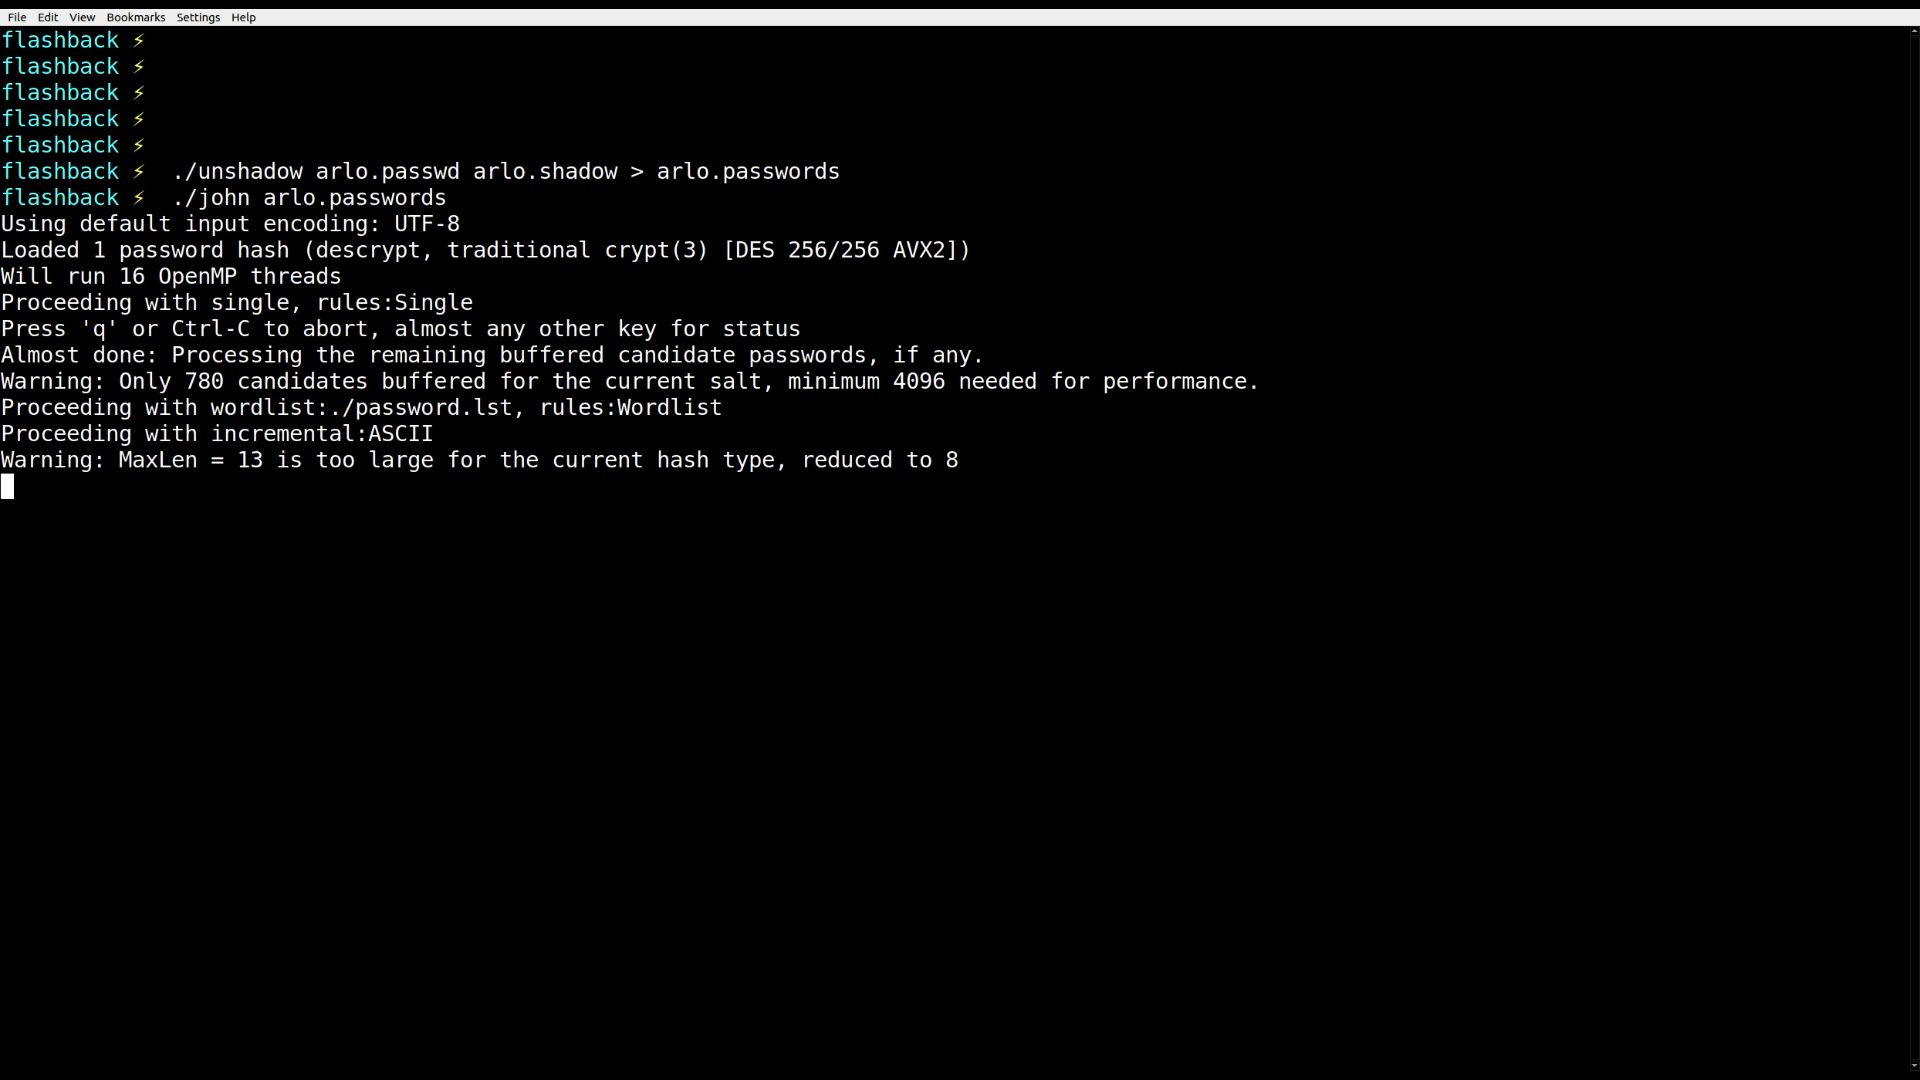 File Edit View Bookmarks Settings Help
flashback ⚡
flashback ⚡
flashback ⚡
flashback ⚡
flashback ⚡
flashback ⚡ ./unshadow arlo.passwd arlo.shadow > arlo.passwords
flashback ⚡ ./john arlo.passwords
Using default input encoding: UTF-8
Loaded 1 password hash (descrypt, traditional crypt(3) [DES 256/256 AVX2])
Will run 16 OpenMP threads
Proceeding with single, rules:Single
Press 'q' or Ctrl-C to abort, almost any other key for status
Almost done: Processing the remaining buffered candidate passwords, if any.
Warning: Only 780 candidates buffered for the current salt, minimum 4096 needed for performance.
Proceeding with wordlist:./password.lst, rules:Wordlist
Proceeding with incremental:ASCII
Warning: MaxLen = 13 is too large for the current hash type, reduced to 8